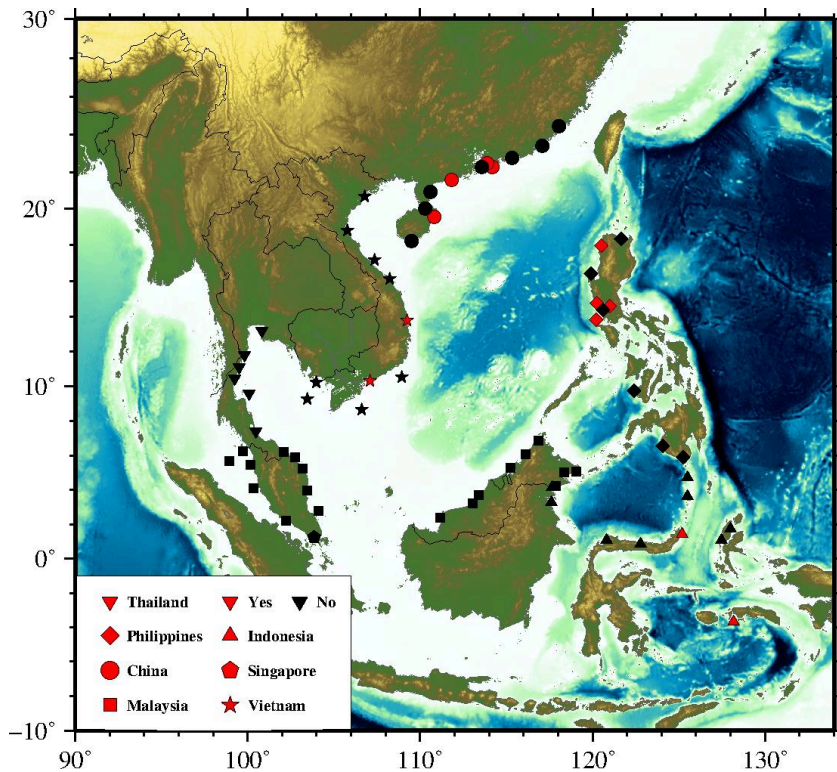 30°
20°
10°
0°
−10°
Thailand Yes No
Philippines Indonesia
China Singapore
Malaysia Vietnam
90° 100° 110° 120° 130°